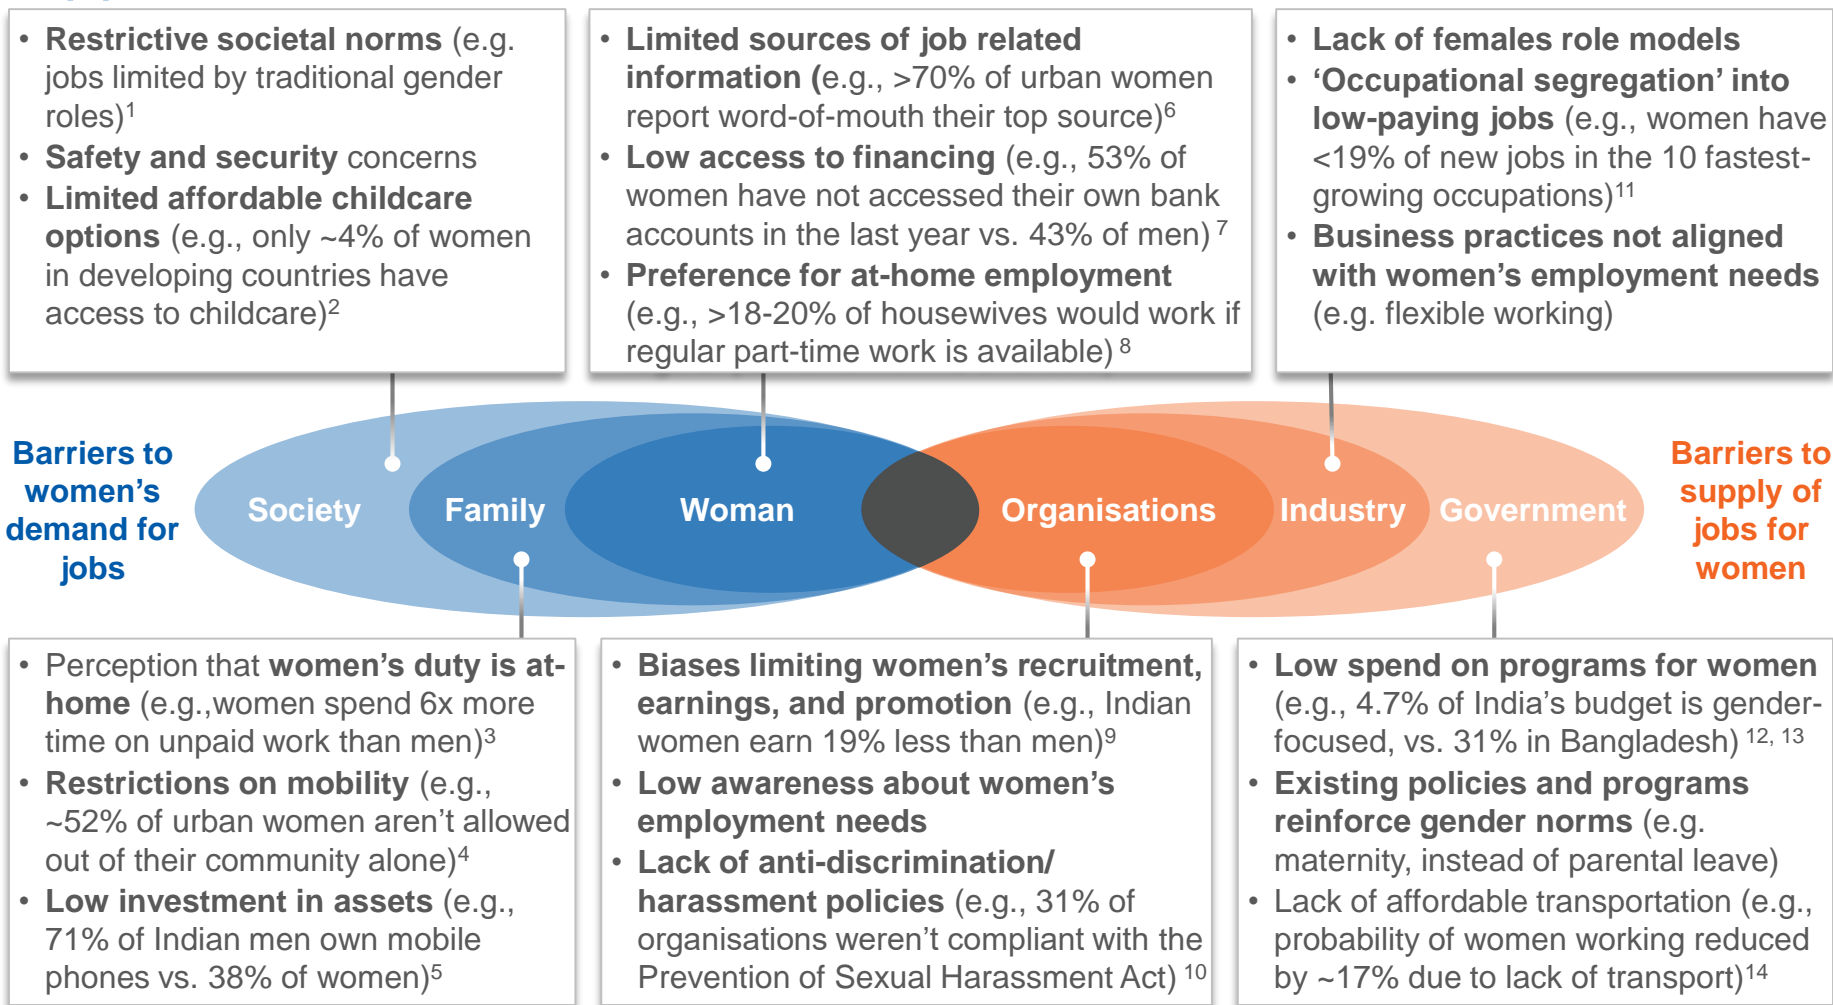 • Restrictive societal norms (e.g.
jobs limited by traditional gender
roles)1
• Safety and security concerns
• Limited affordable childcare
options (e.g., only ~4% of women
in developing countries have
access to childcare)2
• Limited sources of job related
information (e.g., >70% of urban women
report word-of-mouth their top source)6
• Low access to financing (e.g., 53% of
women have not accessed their own bank
accounts in the last year vs. 43% of men) 7
• Preference for at-home employment
(e.g., >18-20% of housewives would work if
regular part-time work is available) 8
• Lack of females role models
• ‘Occupational segregation’ into
low-paying jobs (e.g., women have
<19% of new jobs in the 10 fastest-
growing occupations)11
• Business practices not aligned
with women’s employment needs
(e.g. flexible working)
Barriers to
women’s
demand for
jobs
Society
Family
Woman
Organisations
Industry
Government
Barriers to
supply of
jobs for
women
• Perception that women’s duty is at-
home (e.g.,women spend 6x more
time on unpaid work than men)3
• Restrictions on mobility (e.g.,
~52% of urban women aren’t allowed
out of their community alone)4
• Low investment in assets (e.g.,
71% of Indian men own mobile
phones vs. 38% of women)5
• Biases limiting women’s recruitment,
earnings, and promotion (e.g., Indian
women earn 19% less than men)9
• Low awareness about women’s
employment needs
• Lack of anti-discrimination/
harassment policies (e.g., 31% of
organisations weren’t compliant with the
Prevention of Sexual Harassment Act) 10
• Low spend on programs for women
(e.g., 4.7% of India’s budget is gender-
focused, vs. 31% in Bangladesh) 12, 13
• Existing policies and programs
reinforce gender norms (e.g.
maternity, instead of parental leave)
• Lack of affordable transportation (e.g.,
probability of women working reduced
by ~17% due to lack of transport)14